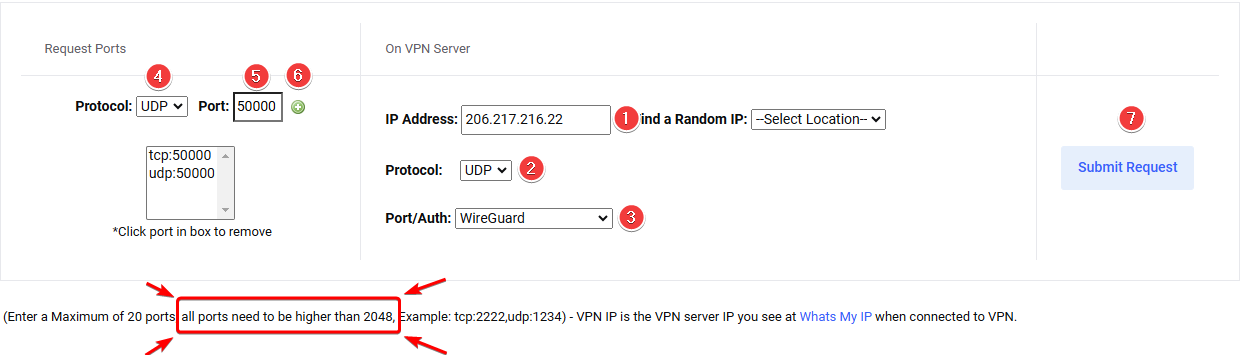 Request Ports
On VPN Server
4
5
6
Protocol: UDP Port: 50000
IP Address: 206.217.216.22 1 ind a Random IP: --Select Location--
7
tcp:50000
udp:50000
Protocol: UDP 2
Submit Request
Port/Auth: WireGuard 3
*Click port in box to remove
(Enter a Maximum of 20 ports, all ports need to be higher than 2048, Example: tcp:2222,udp:1234) - VPN IP is the VPN server IP you see at Whats My IP when connected to VPN.